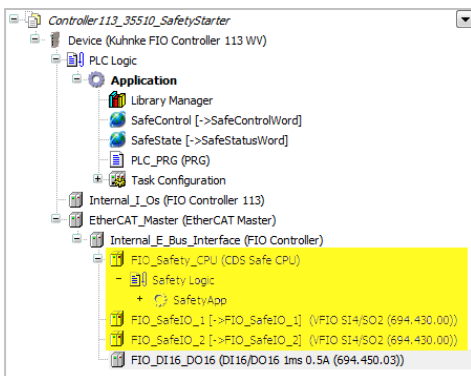 Controller113_35510_SafetyStarter
Device (Kuhnke FIO Controller 113 WV)
PLC Logic
Application
Library Manager
SafeControl [->SafeControlWord]
SafeState [->SafeStatusWord]
PLC_PRG (PRG)
Task Configuration
Internal_I_Os (FIO Controller 113)
EtherCAT_Master (EtherCAT Master)
Internal_E_Bus_Interface (FIO Controller)
FIO_Safety_CPU (CDS Safe CPU)
Safety Logic
SafetyApp
FIO_SafeIO_1 [->FIO_SafeIO_1] (VFIO SI4/SO2 (694.430.00))
FIO_SafeIO_2 [->FIO_SafeIO_2] (VFIO SI4/SO2 (694.430.00))
FIO_DI16_DO16 (DI16/DO16 1ms 0.5A (694.450.03))